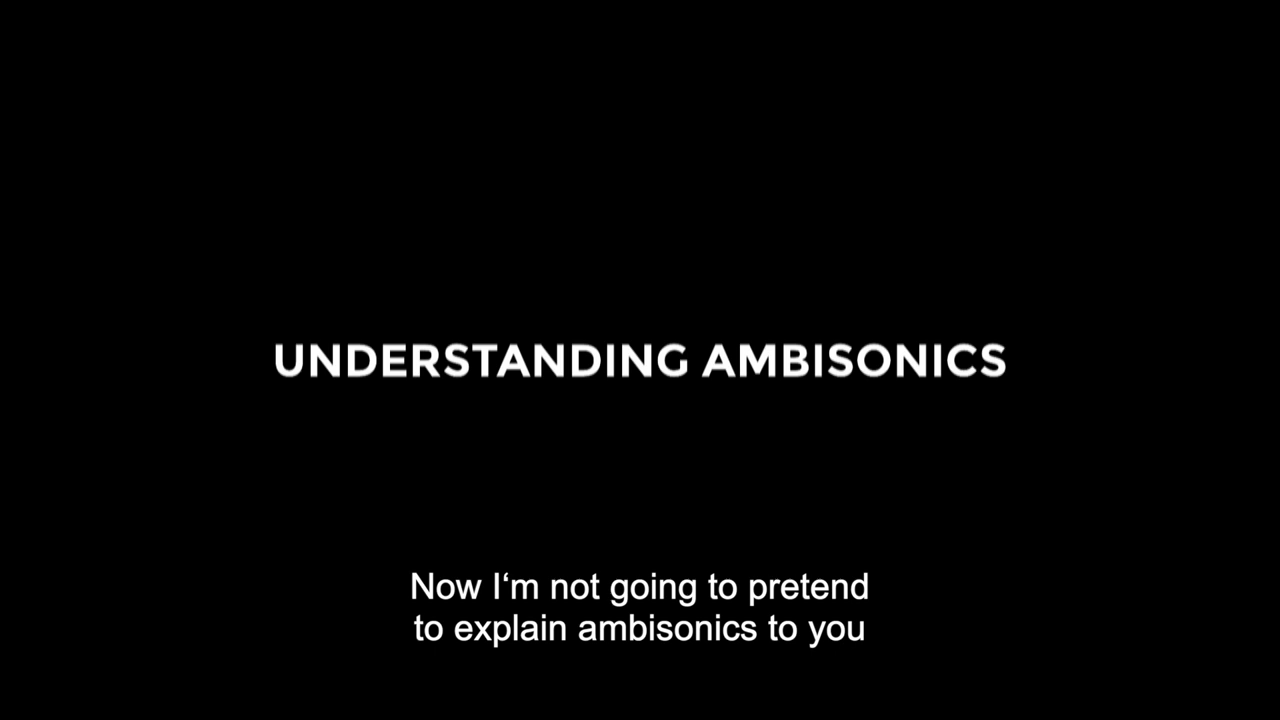 UNDERSTANDING AMBISONICS
Now I‘m not going to pretend
to explain ambisonics to you